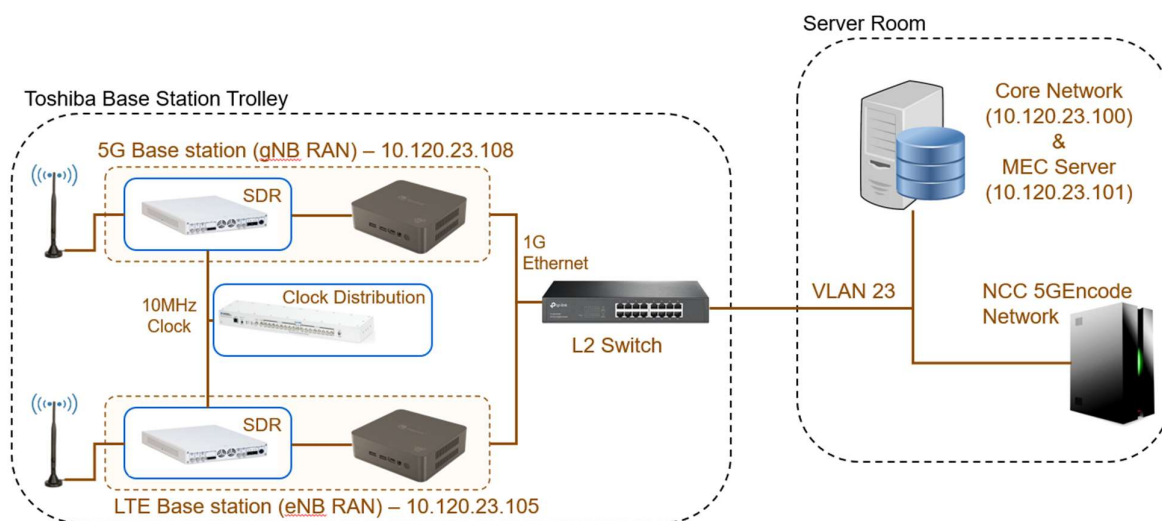 Server Room
Toshiba Base Station Trolley
Core Network
(10.120.23.100)
&
MEC Server
(10.120.23.101)
5G Base station (gNB RAN) – 10.120.23.108
SDR
1G
Ethernet
10MHz
Clock
Clock Distribution
VLAN 23
NCC 5GEncode
Network
L2 Switch
SDR
LTE Base station (eNB RAN) – 10.120.23.105